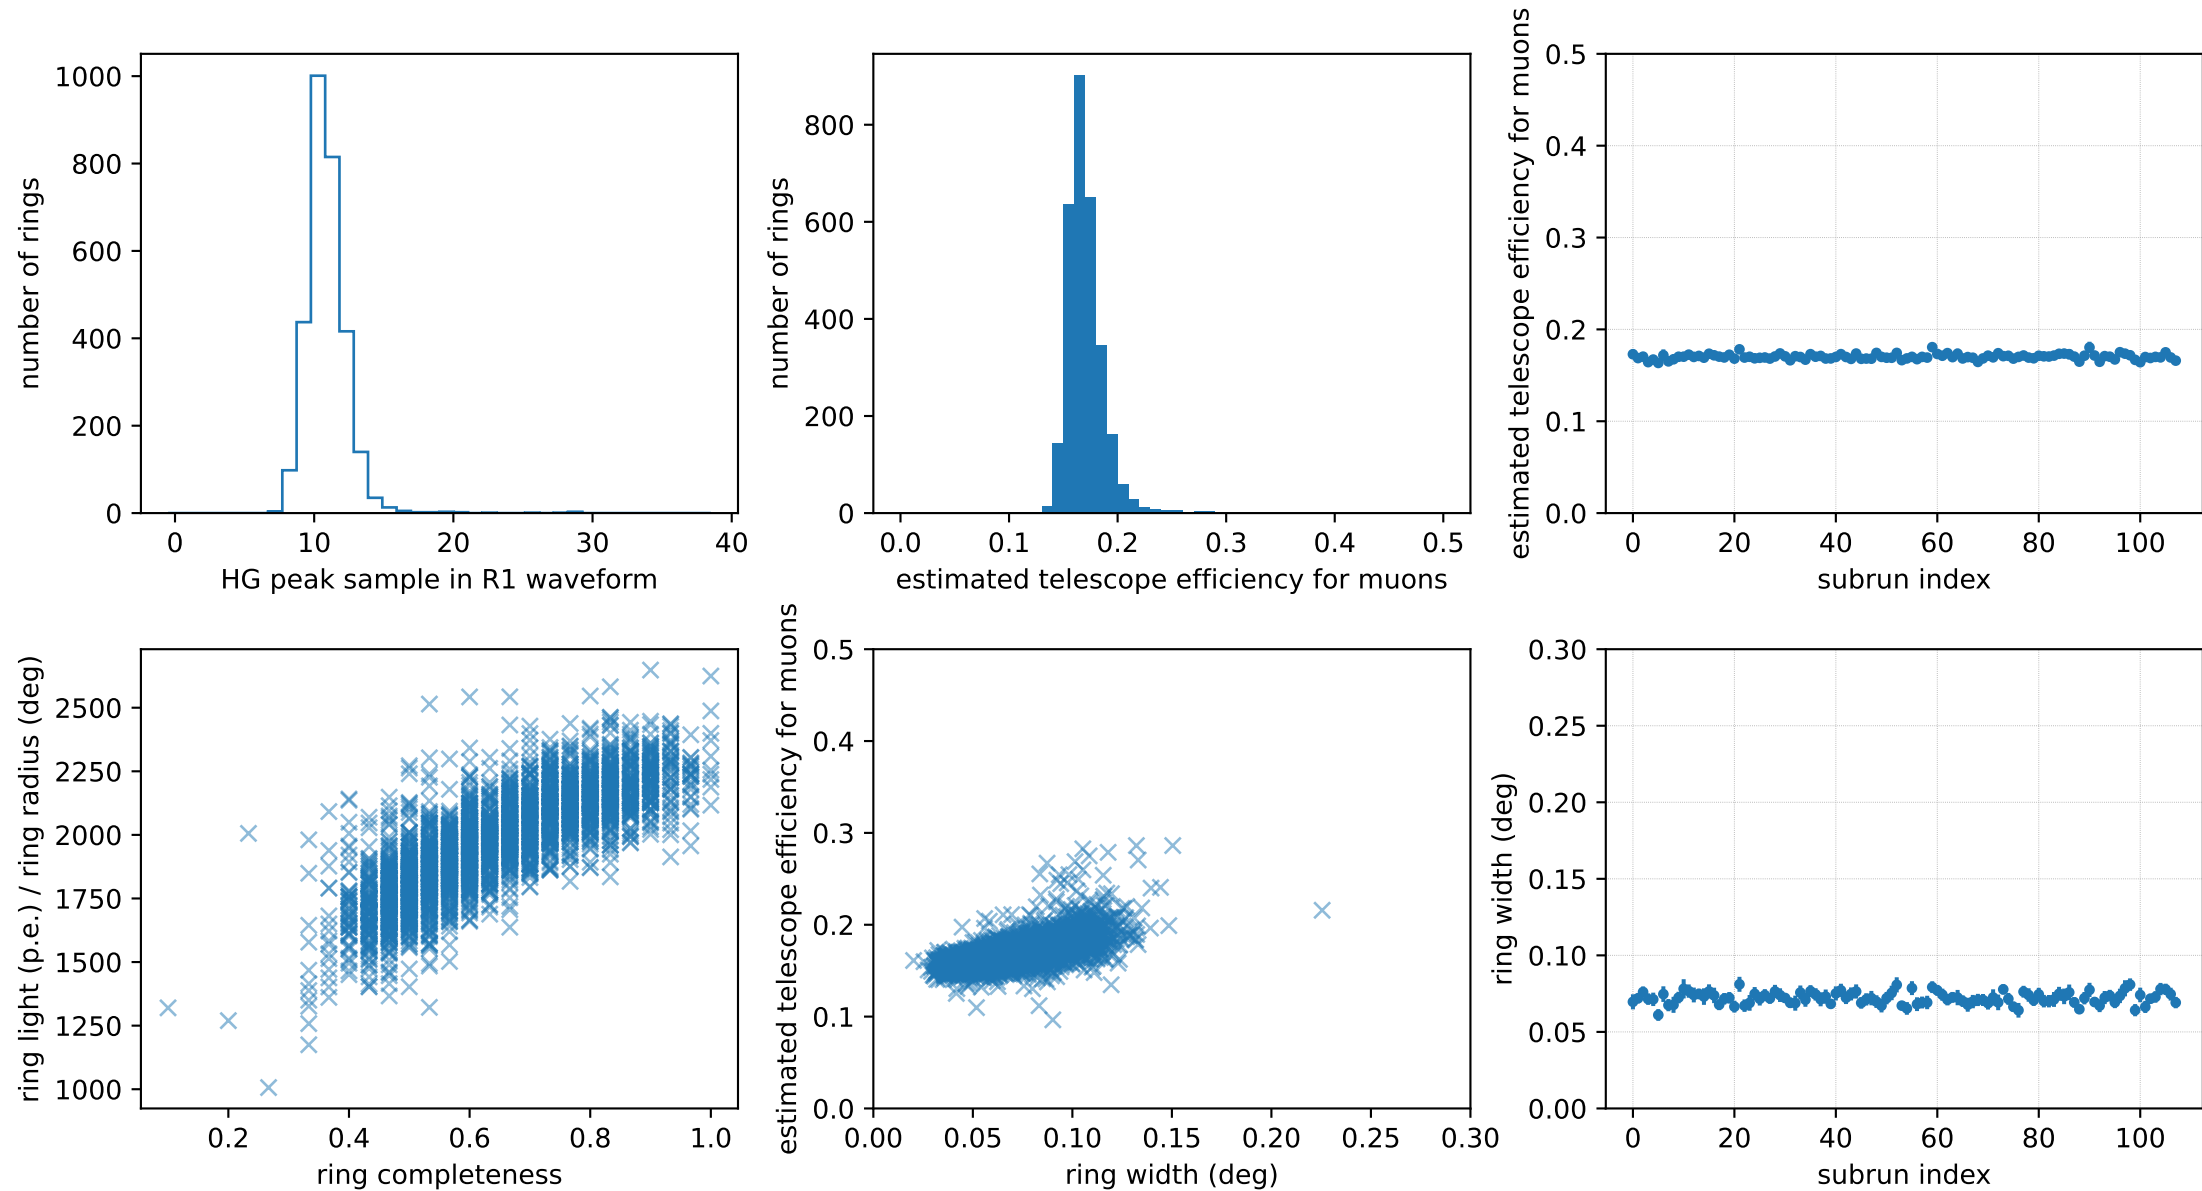 1000
800
600
400
200
0
number of rings
0 10 20 30 40
HG peak sample in R1 waveform
800
600
400
200
0
number of rings
0.0 0.1 0.2 0.3 0.4 0.5
estimated telescope efficiency for muons
0.5
0.4
0.3
0.2
0.1
0.0
estimated telescope efficiency for muons
0 20 40 60 80 100
subrun index
2500
2250
2000
1750
1500
1250
1000
ring light (p.e.) / ring radius (deg)
0.2 0.4 0.6 0.8 1.0
ring completeness
0.5
0.4
0.3
0.2
0.1
0.0
estimated telescope efficiency for muons
0.00 0.05 0.10 0.15 0.20 0.25 0.30
ring width (deg)
0.30
0.25
0.20
0.15
0.10
0.05
0.00
ring width (deg)
0 20 40 60 80 100
subrun index